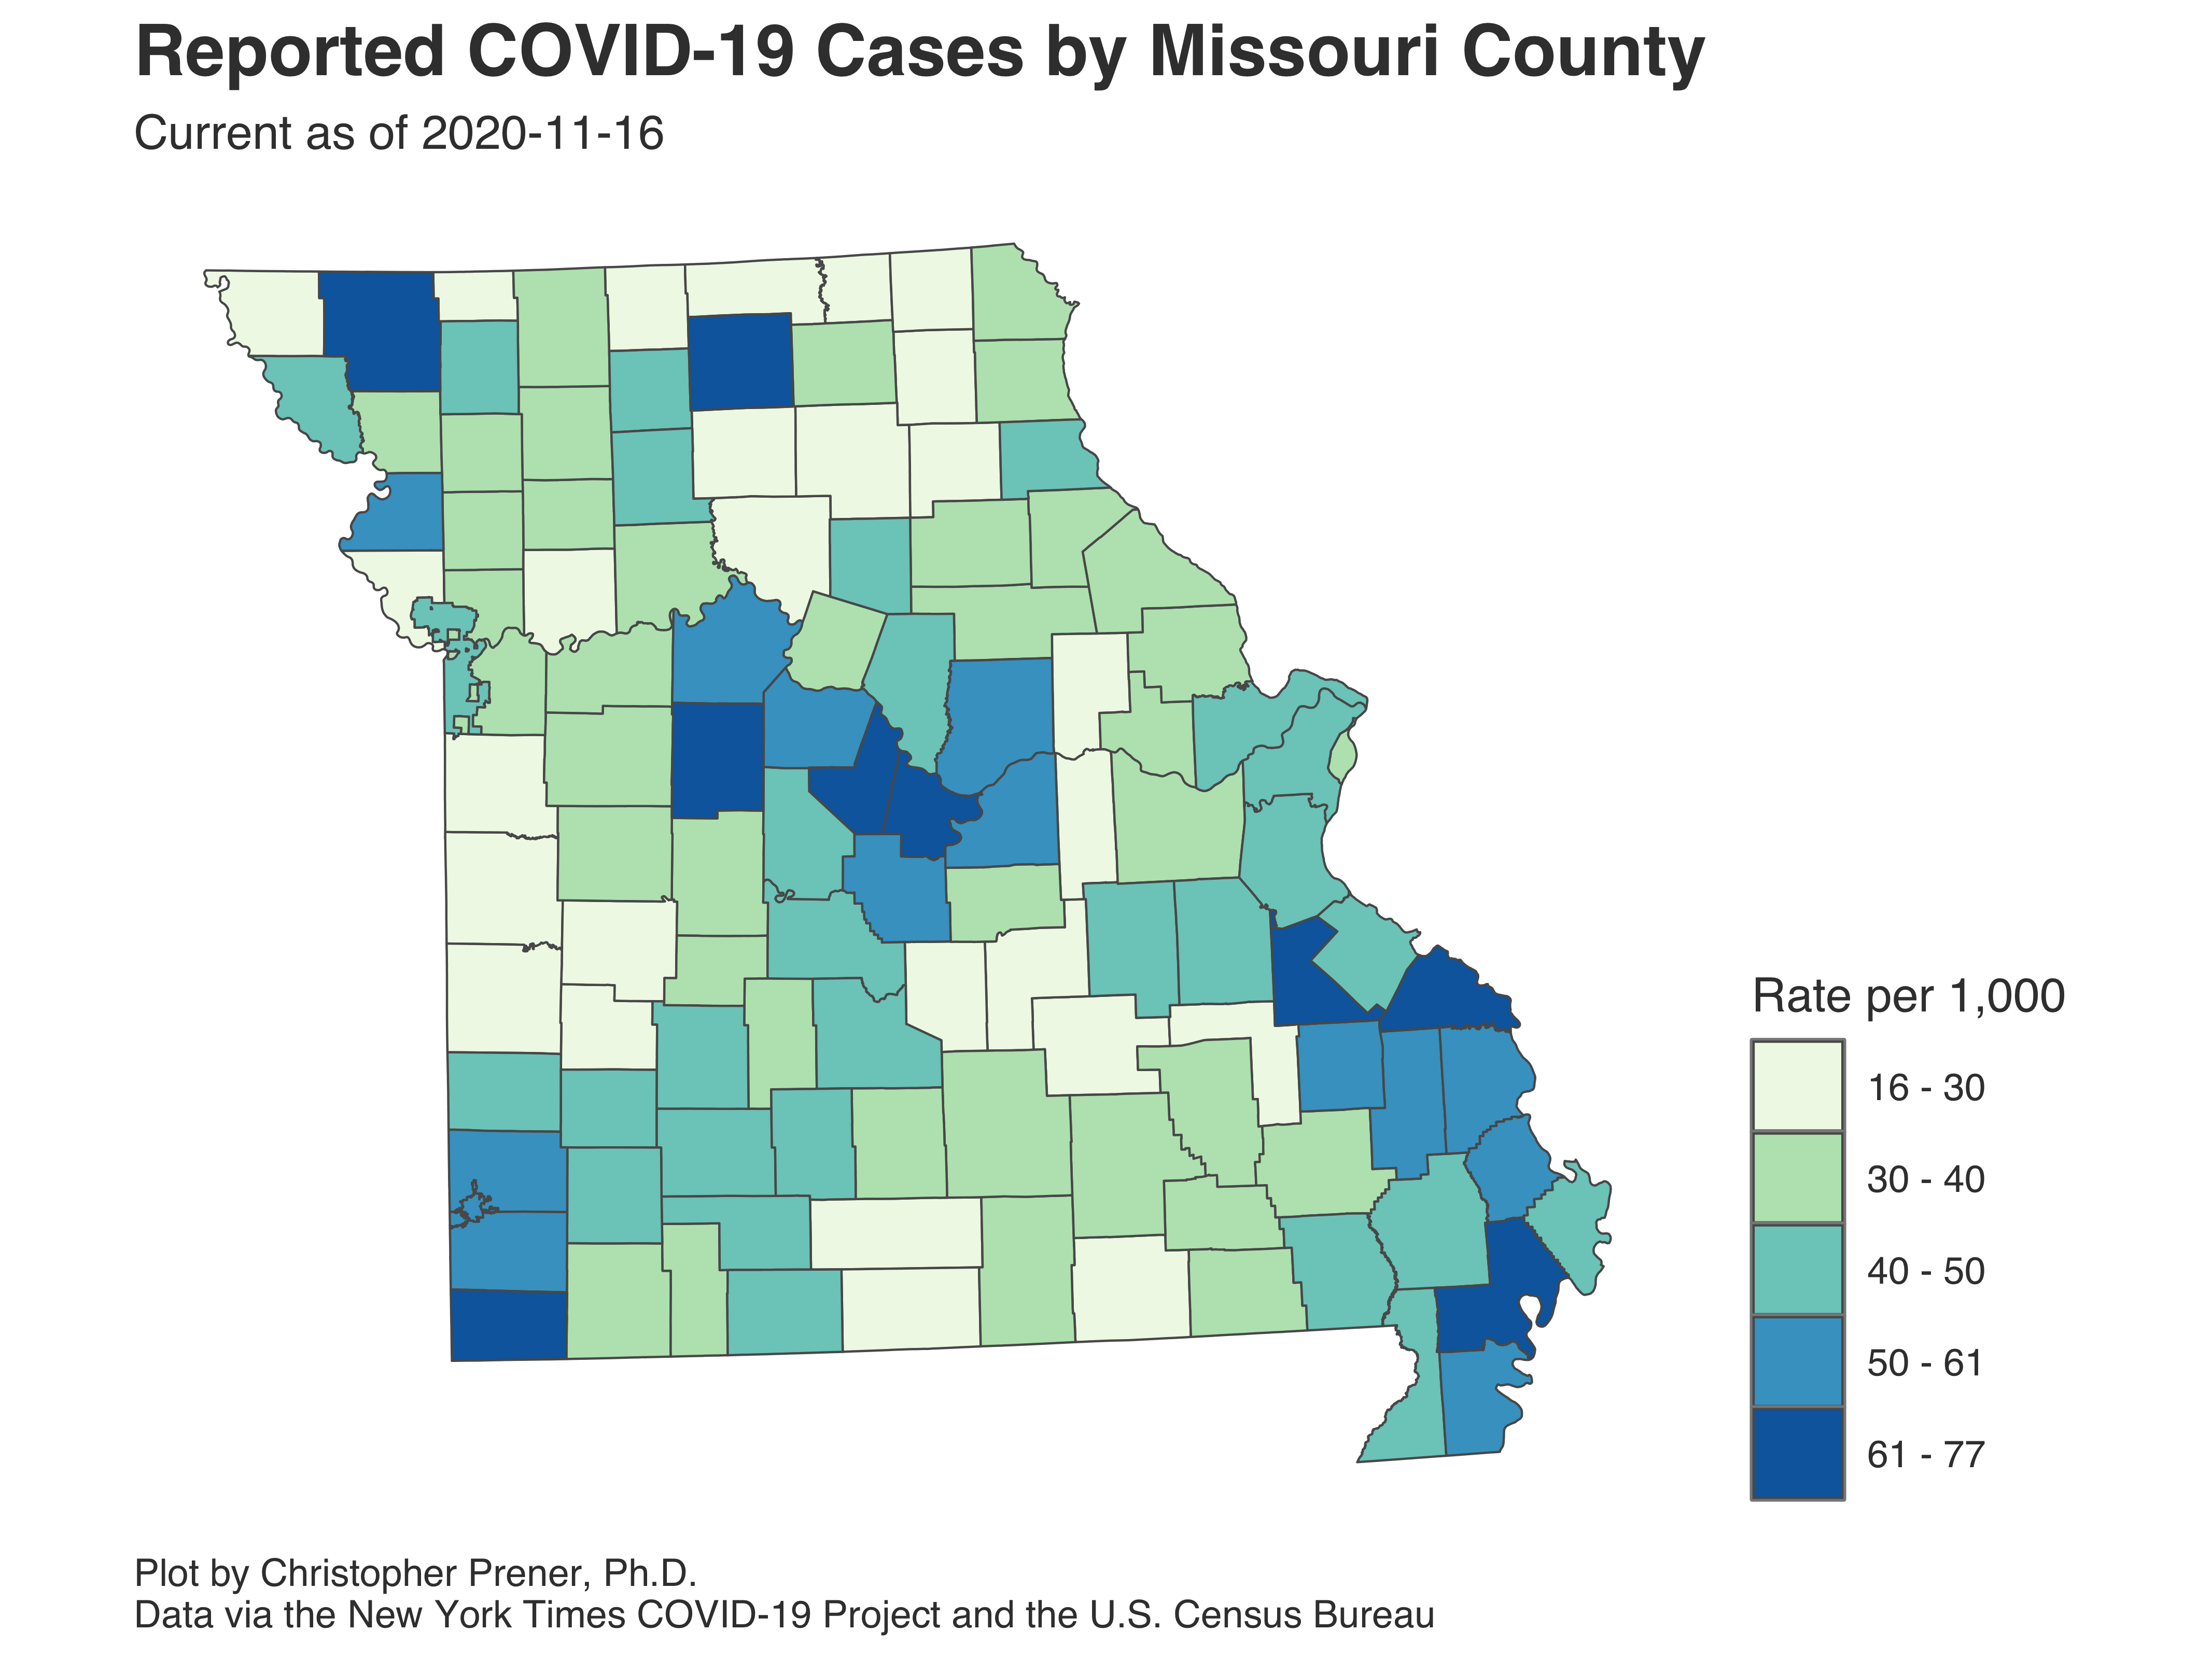 Reported COVID-19 Cases by Missouri County
Current as of 2020-11-16
Rate per 1,000
16 - 30
30 - 40
40 - 50
50 - 61
61 - 77
Plot by Christopher Prener, Ph.D.
Data via the New York Times COVID-19 Project and the U.S. Census Bureau